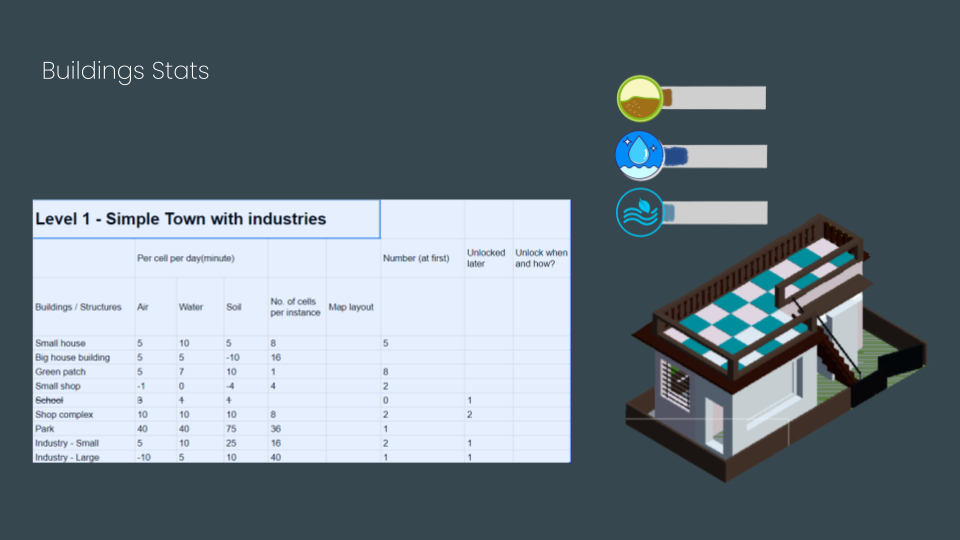 Buildings Stats
Level 1 - Simple Town with industries
Per cell per day(minute) Number (at first) Unlocked later Unlock when and how?
Buildings / Structures Air Water Soil No. of cells per instance Map layout
Small house 5 10 5 8 5
Big house building 5 5 -10 16
Green patch 5 7 10 1 8
Small shop -1 0 -4 4 2
School 3 1 1 0 1
Shop complex 10 10 10 8 2 2
Park 40 40 75 36 1
Industry - Small 5 10 25 16 2 1
Industry - Large -10 5 10 40 1 1